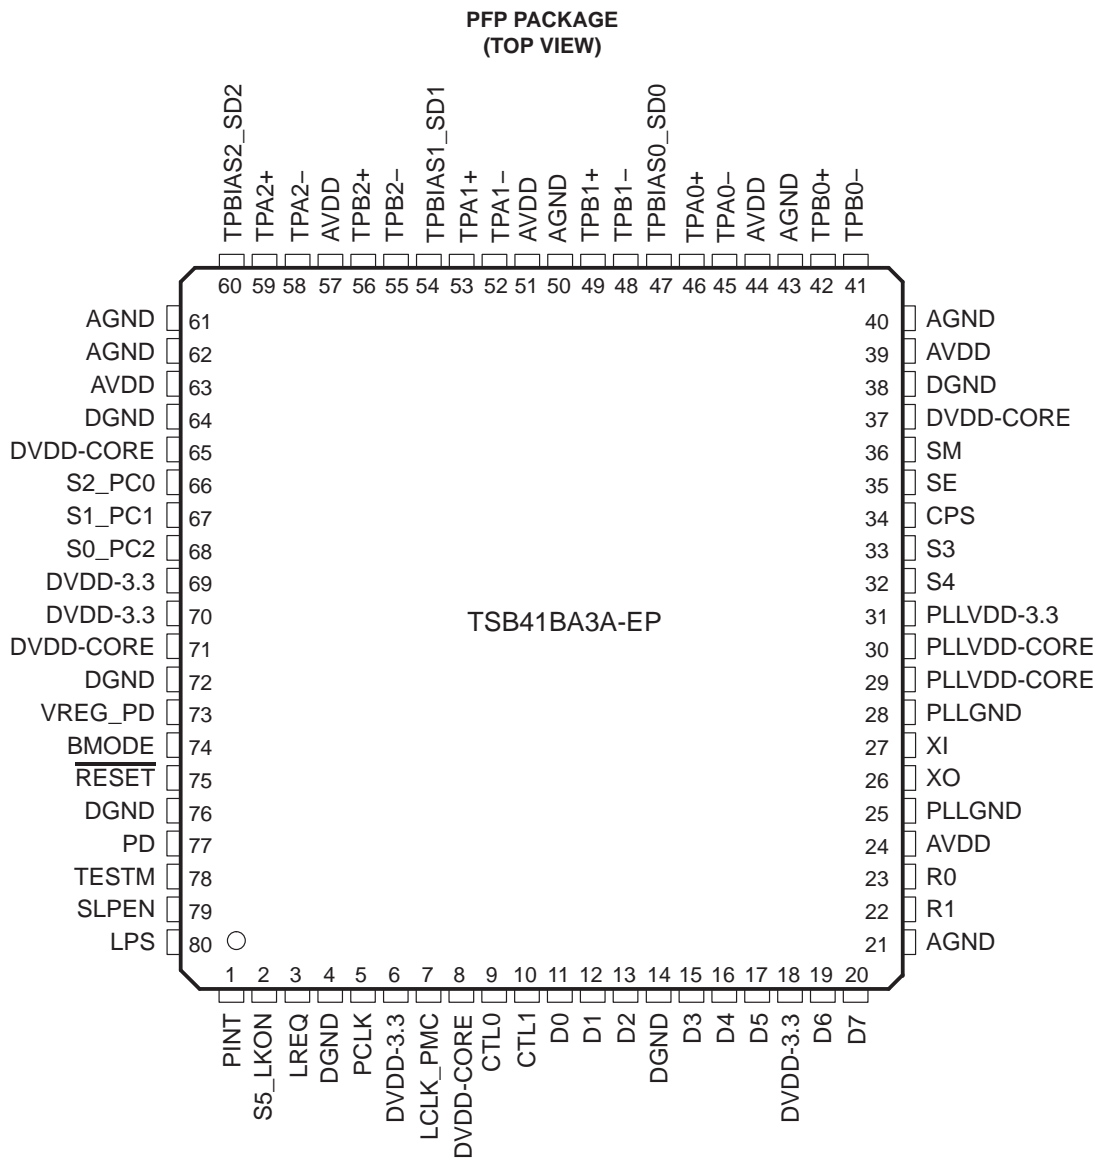 PFP PACKAGE
(TOP VIEW)
TPBIAS2_SD2
TPA2+
TPA2–
AVDD
TPB2+
TPB2–
TPBIAS1_SD1
TPA1+
TPA1–
AVDD
AGND
TPB1+
TPB1–
TPBIAS0_SD0
TPA0+
TPA0–
AVDD
AGND
TPB0+
TPB0–
60 59 58 57 56 55 54 53 52 51 50 49 48 47 46 45 44 43 42 41
AGND 61
AGND 62
AVDD 63
DGND 64
DVDD-CORE 65
S2_PC0 66
S1_PC1 67
S0_PC2 68
DVDD-3.3 69
DVDD-3.3 70
DVDD-CORE 71
DGND 72
VREG_PD 73
BMODE 74
RESET 75
DGND 76
PD 77
TESTM 78
SLPEN 79
LPS 80
TSB41BA3A-EP
40 AGND
39 AVDD
38 DGND
37 DVDD-CORE
36 SM
35 SE
34 CPS
33 S3
32 S4
31 PLLVDD-3.3
30 PLLVDD-CORE
29 PLLVDD-CORE
28 PLLGND
27 XI
26 XO
25 PLLGND
24 AVDD
23 R0
22 R1
21 AGND
1 2 3 4 5 6 7 8 9 10 11 12 13 14 15 16 17 18 19 20
PINT
S5_LKON
LREQ
DGND
PCLK
DVDD-3.3
LCLK_PMC
DVDD-CORE
CTL0
CTL1
D0
D1
D2
DGND
D3
D4
D5
DVDD-3.3
D6
D7